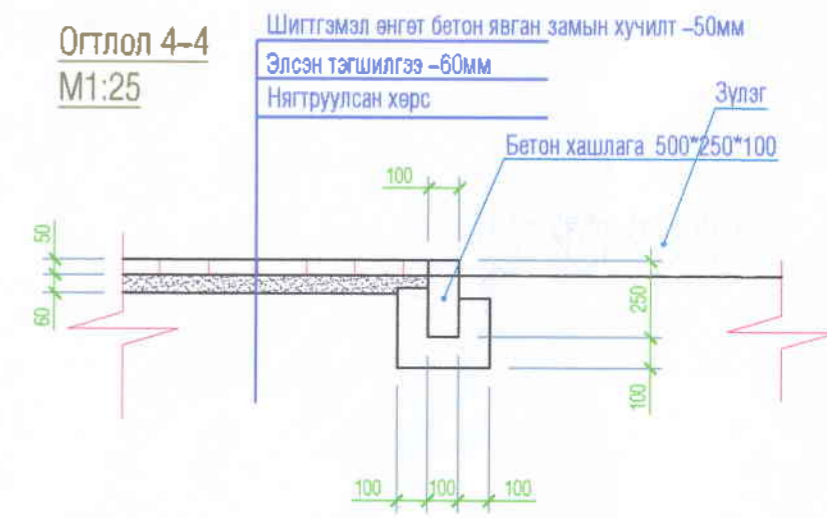 Шигтгэмэл өнгөт бетон явган замын хучилт –50мм
Огтлол 4–4
М1:25
Элсэн тэгшилгээ –60мм
Нягтруулсан хөрс
Зүлэг
Бетон хашлага 500*250*100
100
50
60
250
100
100
100
100